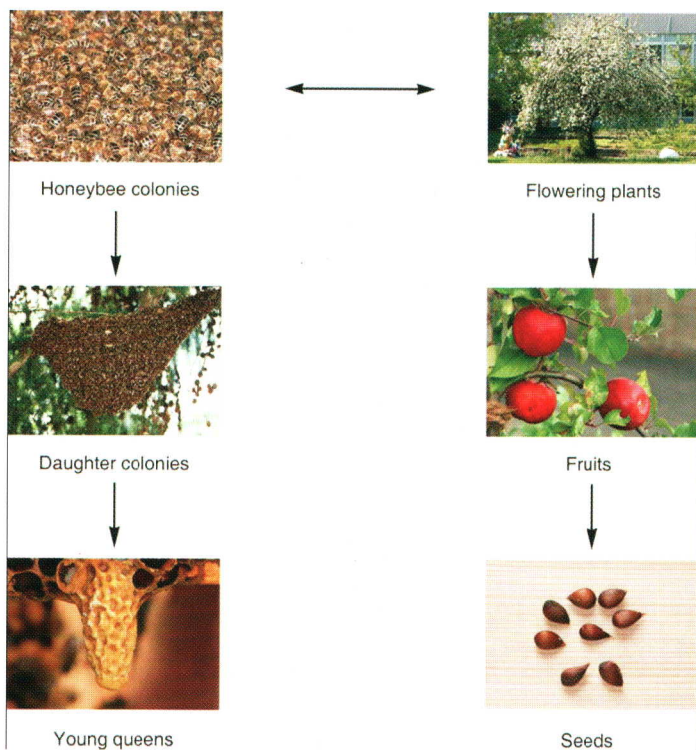 Honeybee colonies
Flowering plants
Daughter colonies
Fruits
Young queens
Seeds